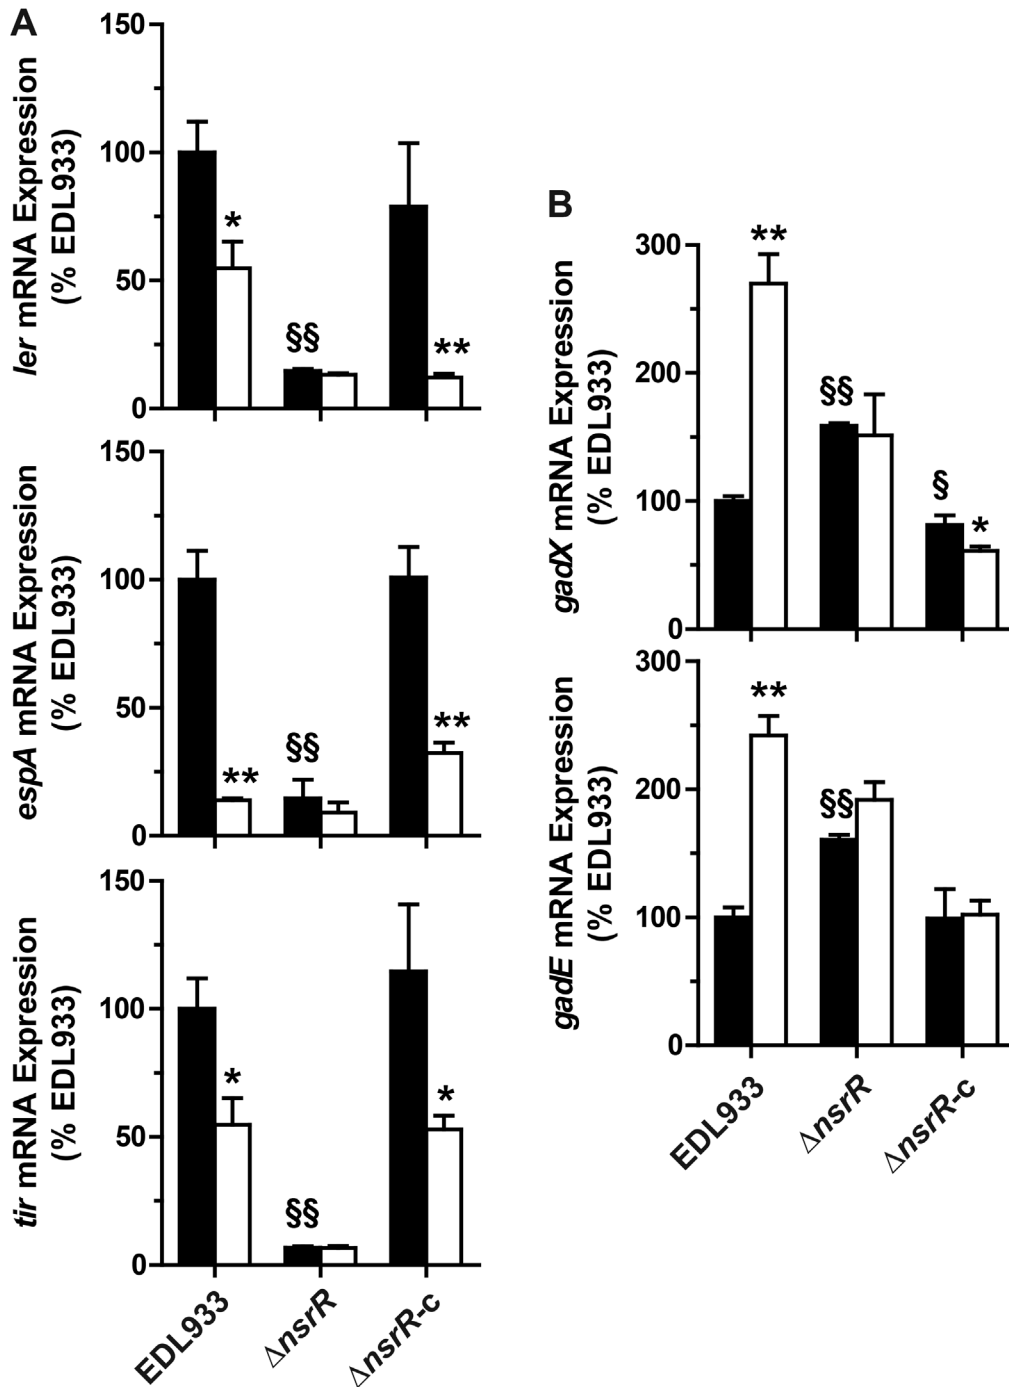 A
ler mRNA Expression
(% EDL933)
150
100
50
0
*
§§
**
espA mRNA Expression
(% EDL933)
150
100
50
0
**
§§
**
tir mRNA Expression
(% EDL933)
150
100
50
0
*
§§
*
EDL933
ΔnsrR
ΔnsrR-c
B
gadX mRNA Expression
(% EDL933)
300
200
100
0
**
§§
§
*
gadE mRNA Expression
(% EDL933)
300
200
100
0
**
§§
EDL933
ΔnsrR
ΔnsrR-c